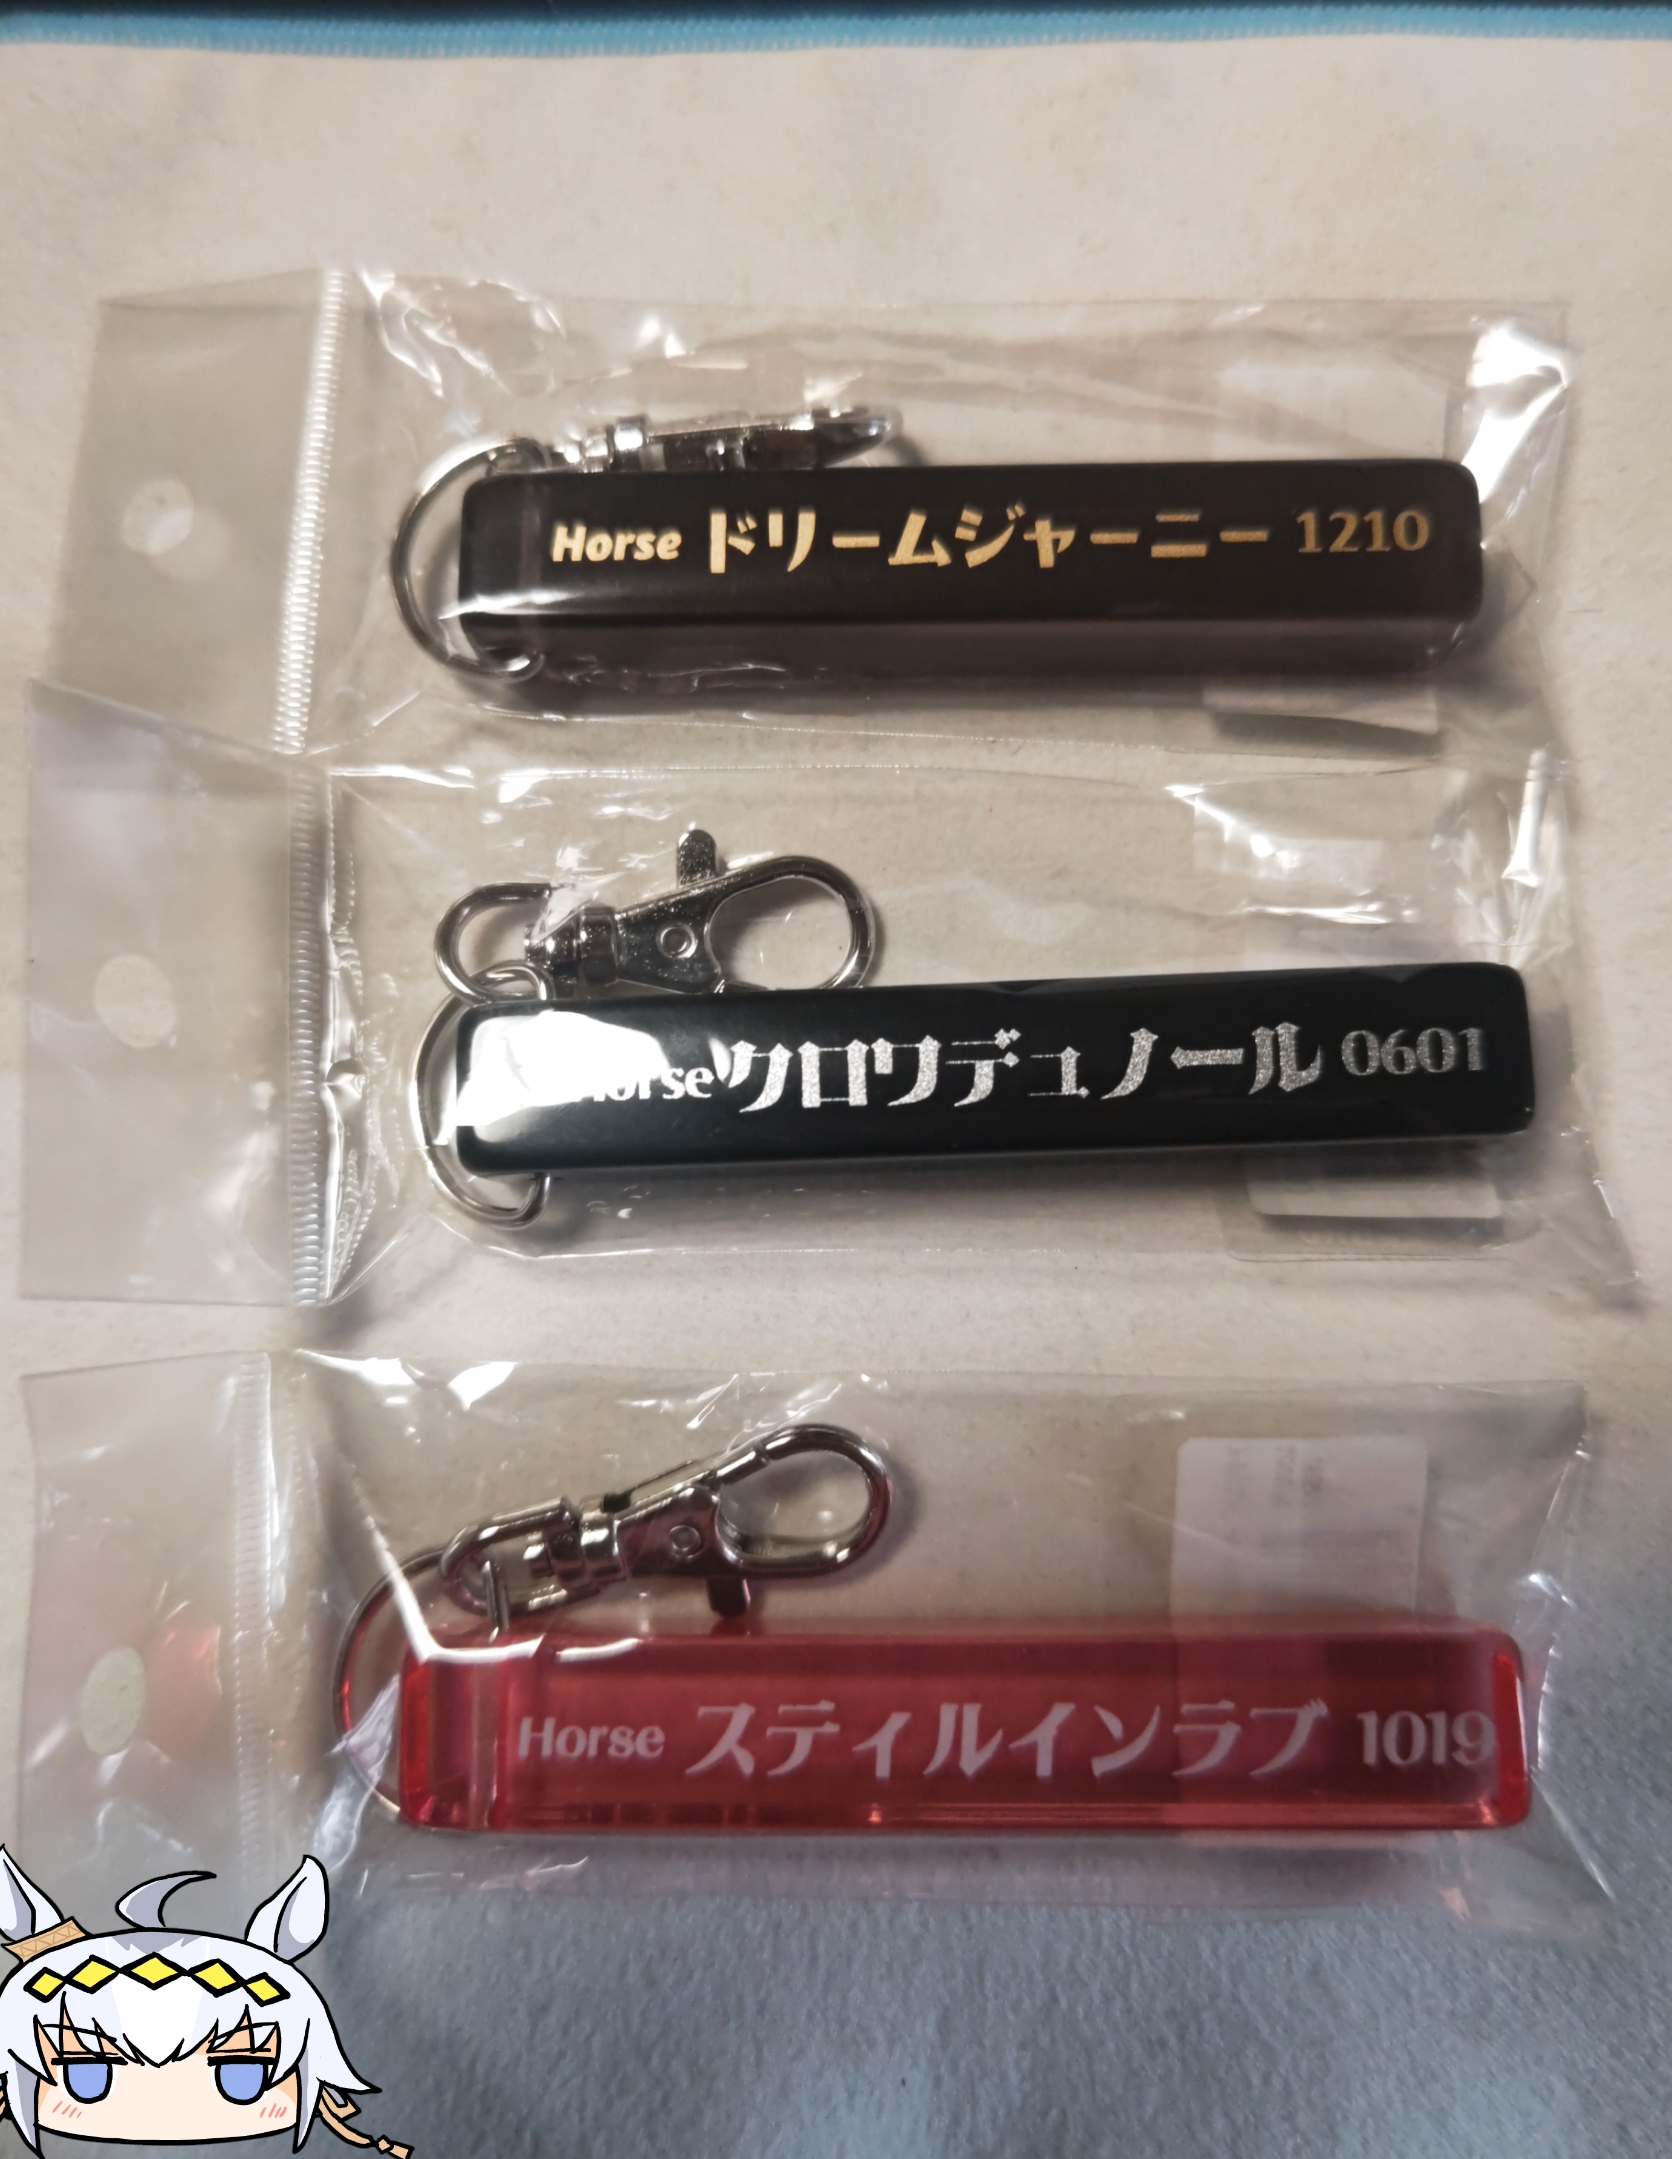 Horse ドリームジャーニー 1210
Horse クロワデュノール 0601
Horse スティルインラブ 1019